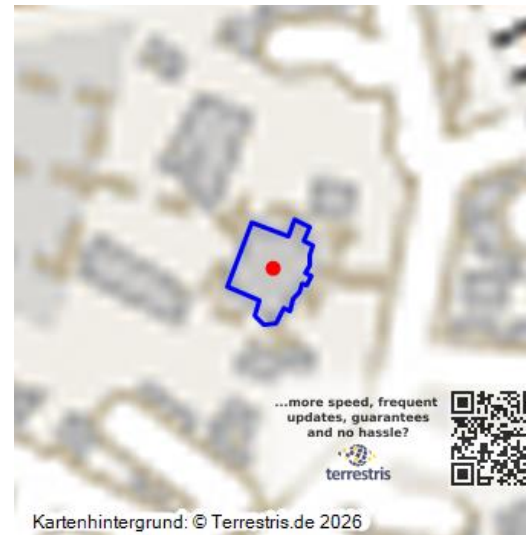 ...more speed, frequent
updates, guarantees
and no hassle?
terrestris
Kartenhintergrund: © Terrestris.de 2026